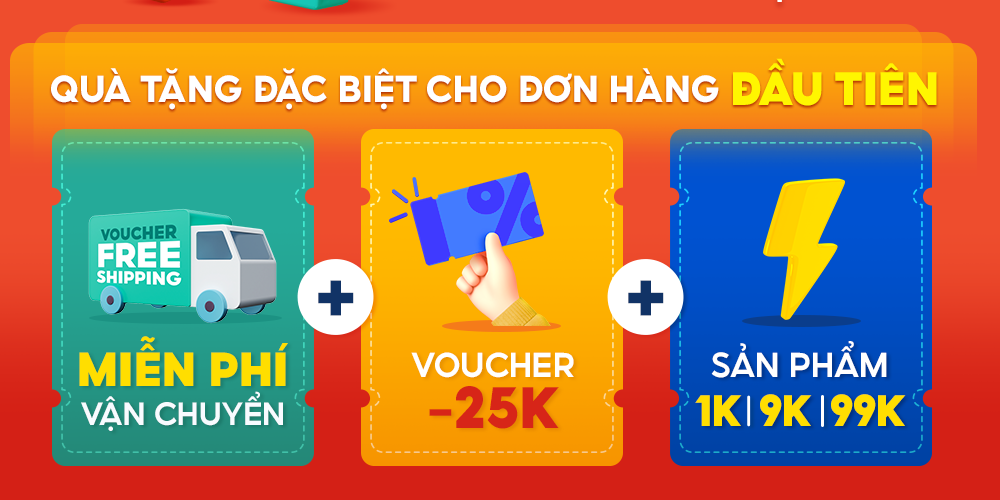 QUÀ TẶNG ĐẶC BIỆT CHO ĐƠN HÀNG ĐẦU TIÊN
VOUCHER
FREE
SHIPPING
MIỄN PHÍ
VẬN CHUYỂN
%
VOUCHER
-25K
SẢN PHẨM
1K | 9K | 99K